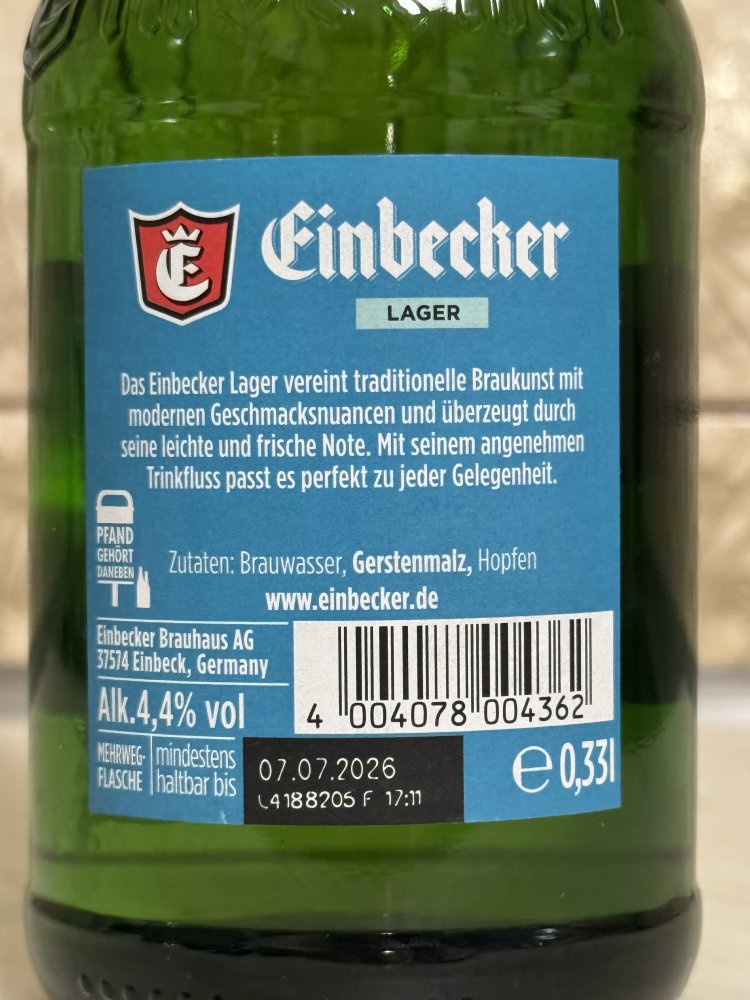 E
Einbecker
LAGER
Das Einbecker Lager vereint traditionelle Braukunst mit
modernen Geschmacksnuancen und überzeugt durch
seine leichte und frische Note. Mit seinem angenehmen
Trinkfluss passt es perfekt zu jeder Gelegenheit.
PFAND
GEHÖRT
DANEBEN
Zutaten: Brauwasser, Gerstenmalz, Hopfen
www.einbecker.de
Einbecker Brauhaus AG
37574 Einbeck, Germany
Alk.4,4% vol
4 004078 004362
MEHRWEG-
FLASCHE
mindestens
haltbar bis
07.07.2026
L4188205 F 17:11
℮ 0,33l